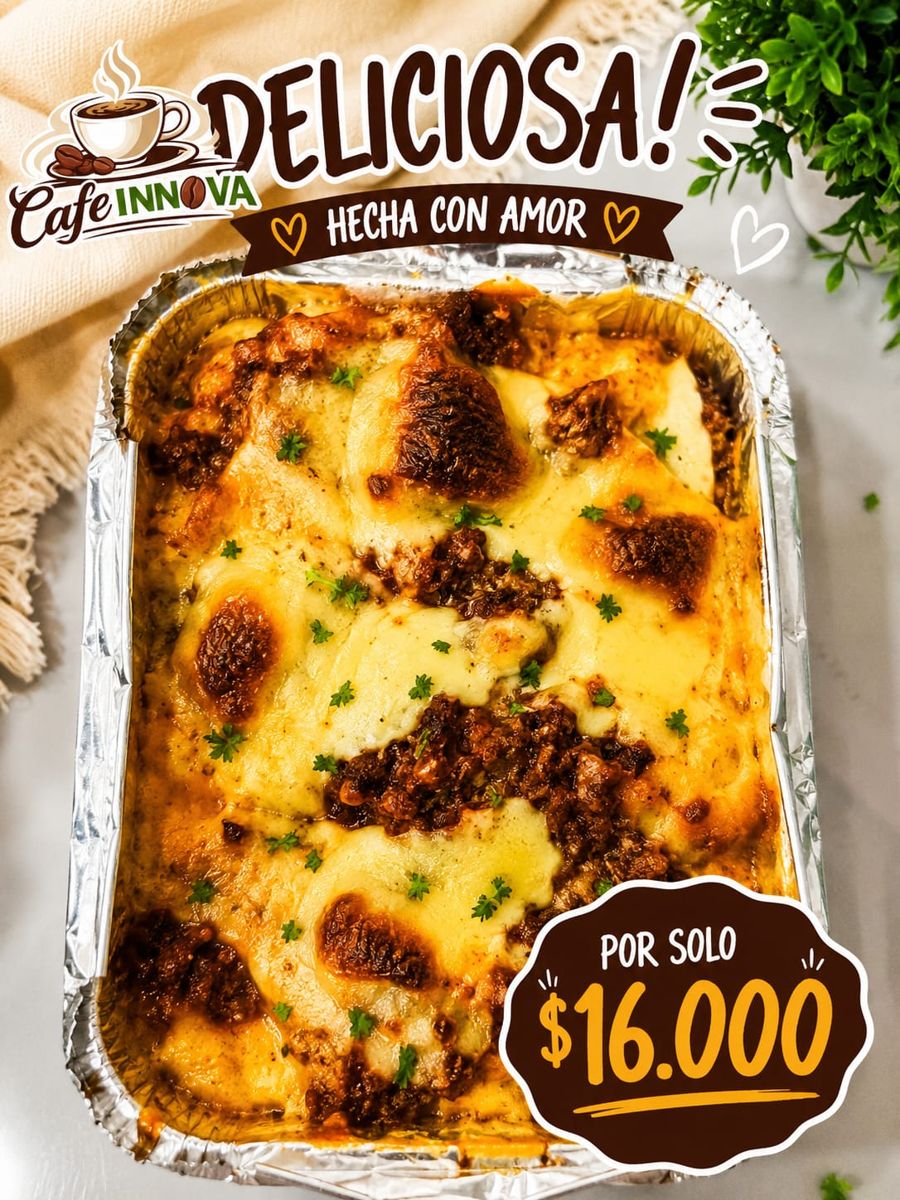 DELICIOSA!
Cafe INNOVA
HECHA CON AMOR
POR SOLO
$16.000